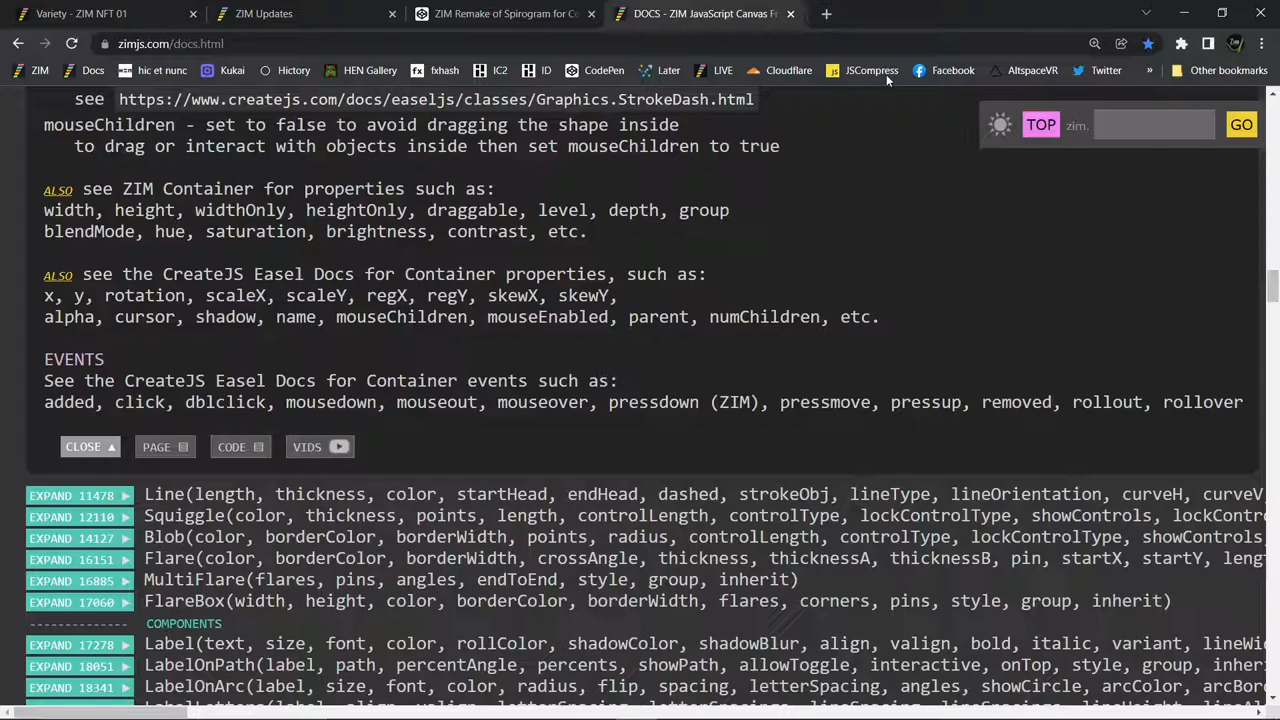 Variety - ZIM NFT 01
ZIM Updates
ZIM Remake of Spirogram for Co
DOCS - ZIM JavaScript Canvas F
zimjs.com/docs.html
ZIM
Docs
hic et nunc
Kukai
Hictory
HEN Gallery
fxhash
IC2
ID
CodePen
Later
LIVE
Cloudflare
JSCompress
Facebook
AltspaceVR
Twitter
»
Other bookmarks
see https://www.createjs.com/docs/easeljs/classes/Graphics.StrokeDash.html
TOP zim. GO
mouseChildren - set to false to avoid dragging the shape inside
to drag or interact with objects inside then set mouseChildren to true
ALSO see ZIM Container for properties such as:
width, height, widthOnly, heightOnly, draggable, level, depth, group
blendMode, hue, saturation, brightness, contrast, etc.
ALSO see the CreateJS Easel Docs for Container properties, such as:
x, y, rotation, scaleX, scaleY, regX, regY, skewX, skewY,
alpha, cursor, shadow, name, mouseChildren, mouseEnabled, parent, numChildren, etc.
EVENTS
See the CreateJS Easel Docs for Container events such as:
added, click, dblclick, mousedown, mouseout, mouseover, pressdown (ZIM), pressmove, pressup, removed, rollout, rollover
CLOSE PAGE CODE VIDS
EXPAND 11478 Line(length, thickness, color, startHead, endHead, dashed, strokeObj, lineType, lineOrientation, curveH, curveV
EXPAND 12110 Squiggle(color, thickness, points, length, controlLength, controlType, lockControlType, showControls, lockCont
EXPAND 14127 Blob(color, borderColor, borderWidth, points, radius, controlLength, controlType, lockControlType, showControls,
EXPAND 16151 Flare(color, borderColor, borderWidth, crossAngle, thickness, thicknessA, thicknessB, pin, startX, startY, leng
EXPAND 16885 MultiFlare(flares, pins, angles, endToEnd, style, group, inherit)
EXPAND 17060 FlareBox(width, height, color, borderColor, borderWidth, flares, corners, pins, style, group, inherit)
-------------- COMPONENTS
EXPAND 17278 Label(text, size, font, color, rollColor, shadowColor, shadowBlur, align, valign, bold, italic, variant, lineWi
EXPAND 18051 LabelOnPath(label, path, percentAngle, percents, showPath, allowToggle, interactive, onTop, style, group, inher
EXPAND 18341 LabelOnArc(label, size, font, color, radius, flip, spacing, letterSpacing, angles, showCircle, arcColor, arcBor